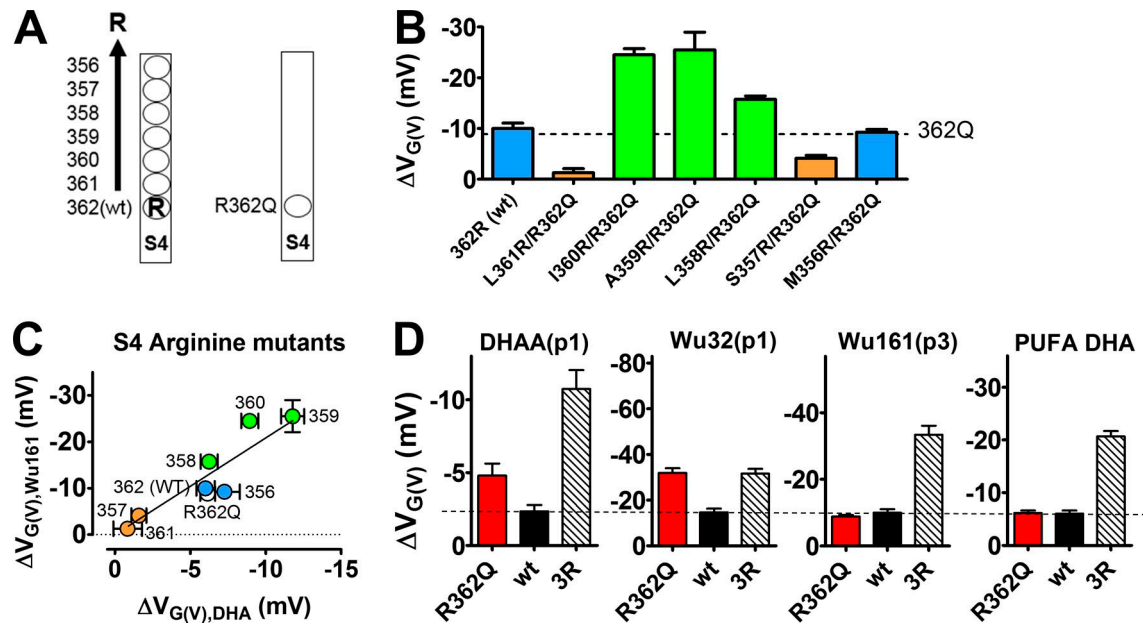 A
R
356
357
358
359
360
361
362(wt)
R
S4
R362Q
S4
B
ΔV_G(V) (mV)
-30
-20
-10
0
362Q
362R (wt)
L361R/R362Q
I360R/R362Q
A359R/R362Q
L358R/R362Q
S357R/R362Q
M356R/R362Q
C
S4 Arginine mutants
ΔV_G(V),Wu161 (mV)
-30
-20
-10
0
360
359
358
362 (WT)
356
R362Q
357
361
0
-5
-10
-15
ΔV_G(V),DHA (mV)
D
ΔV_G(V) (mV)
DHAA(p1)
-10
-5
0
R362Q
wt
3R
Wu32(p1)
-80
-60
-40
-20
0
R362Q
wt
3R
Wu161(p3)
-40
-20
0
R362Q
wt
3R
PUFA DHA
-30
-20
-10
0
R362Q
wt
3R